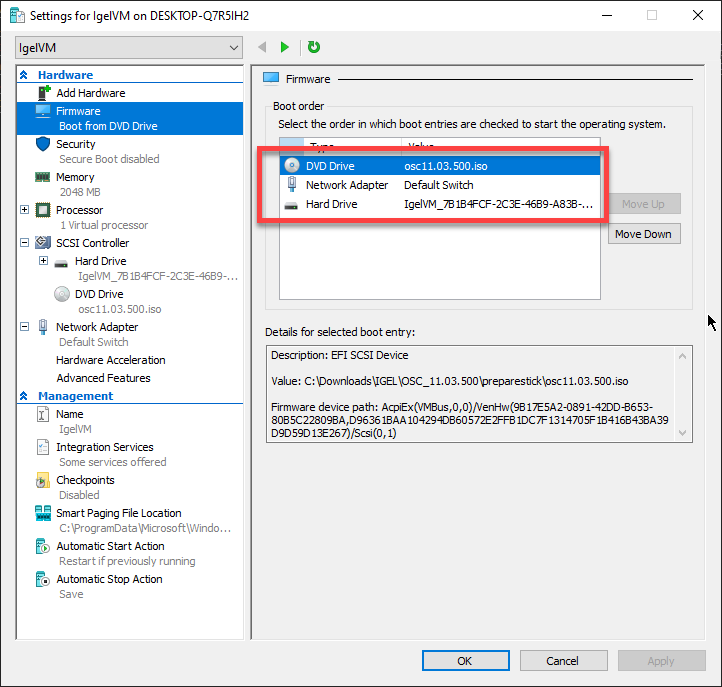 Settings for IgelVM on DESKTOP-Q7R5IH2
IgelVM
Hardware
Add Hardware
Firmware
Boot from DVD Drive
Security
Secure Boot disabled
Memory
2048 MB
Processor
1 Virtual processor
SCSI Controller
Hard Drive
IgelVM_7B1B4FCF-2C3E-46B9-...
DVD Drive
osc11.03.500.iso
Network Adapter
Default Switch
Hardware Acceleration
Advanced Features
Management
Name
IgelVM
Integration Services
Some services offered
Checkpoints
Disabled
Smart Paging File Location
C:\ProgramData\Microsoft\Windo...
Automatic Start Action
Restart if previously running
Automatic Stop Action
Save
Firmware
Boot order
Select the order in which boot entries are checked to start the operating system.
Type Value
DVD Drive osc11.03.500.iso
Network Adapter Default Switch
Hard Drive IgelVM_7B1B4FCF-2C3E-46B9-A83B-...
Move Up
Move Down
Details for selected boot entry:
Description: EFI SCSI Device
Value: C:\Downloads\IGEL\OSC_11.03.500\preparestick\osc11.03.500.iso
Firmware device path: AcpiEx(VMBus,0,0)/VenHw(9B17E5A2-0891-42DD-B653-
80B5C22809BA,D96361BAA104294DB60572E2FFB1DC7F1314705F1B416B43BA39
D9D59D13E267)/Scsi(0,1)
OK
Cancel
Apply